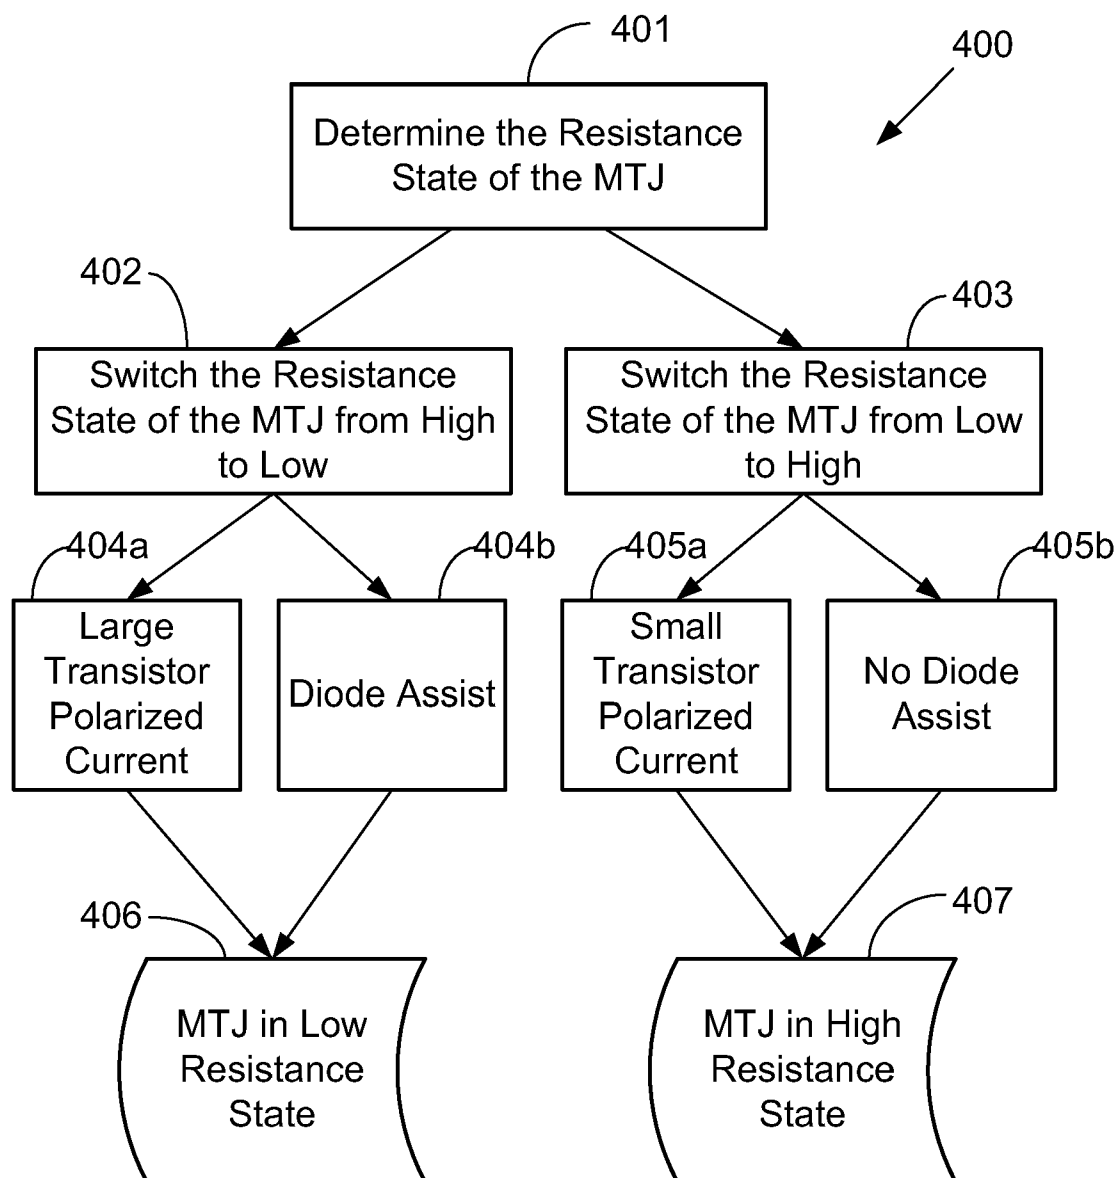 401
400
Determine the Resistance
State of the MTJ
402
403
Switch the Resistance
State of the MTJ from High
to Low
Switch the Resistance
State of the MTJ from Low
to High
404a
404b
405a
405b
Large
Transistor
Polarized
Current
Diode Assist
Small
Transistor
Polarized
Current
No Diode
Assist
406
407
MTJ in Low
Resistance
State
MTJ in High
Resistance
State